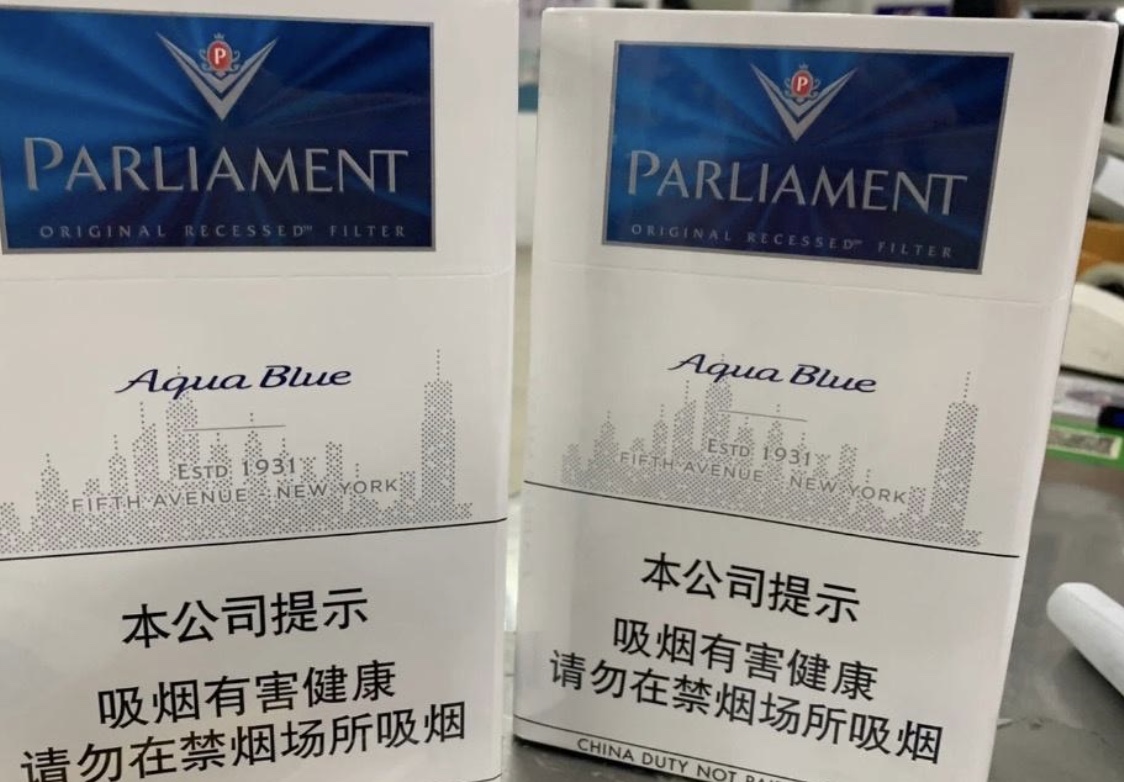 P
PARLIAMENT
ORIGINAL RECESSED℠ FILTER
Aqua Blue
ESTD 1931
FIFTH AVENUE - NEW YORK
本公司提示
吸烟有害健康
请勿在禁烟场所吸烟
P
PARLIAMENT
ORIGINAL RECESSED℠ FILTER
Aqua Blue
ESTD 1931
FIFTH AVENUE - NEW YORK
本公司提示
吸烟有害健康
请勿在禁烟场所吸烟
CHINA DUTY NOT